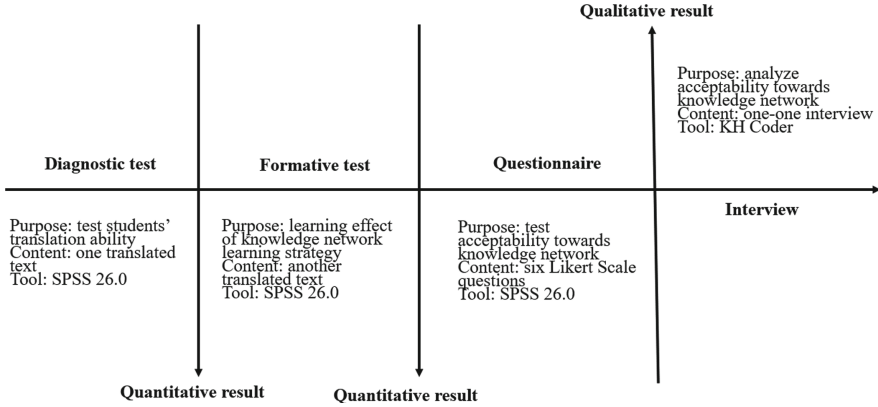 Qualitative result
Purpose: analyze
acceptability towards
knowledge network
Content: one-one interview
Tool: KH Coder
Diagnostic test
Formative test
Questionnaire
Interview
Purpose: test students’
translation ability
Content: one translated
text
Tool: SPSS 26.0
Purpose: learning effect
of knowledge network
learning strategy
Content: another
translated text
Tool: SPSS 26.0
Purpose: test
acceptability towards
knowledge network
Content: six Likert Scale
questions
Tool: SPSS 26.0
Quantitative result
Quantitative result